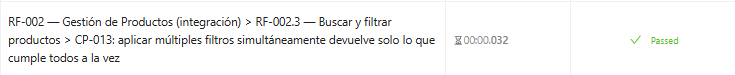 RF-002 — Gestión de Productos (integración) > RF-002.3 — Buscar y filtrar
productos > CP-013: aplicar múltiples filtros simultáneamente devuelve solo lo que
cumple todos a la vez
00:00.032
Passed